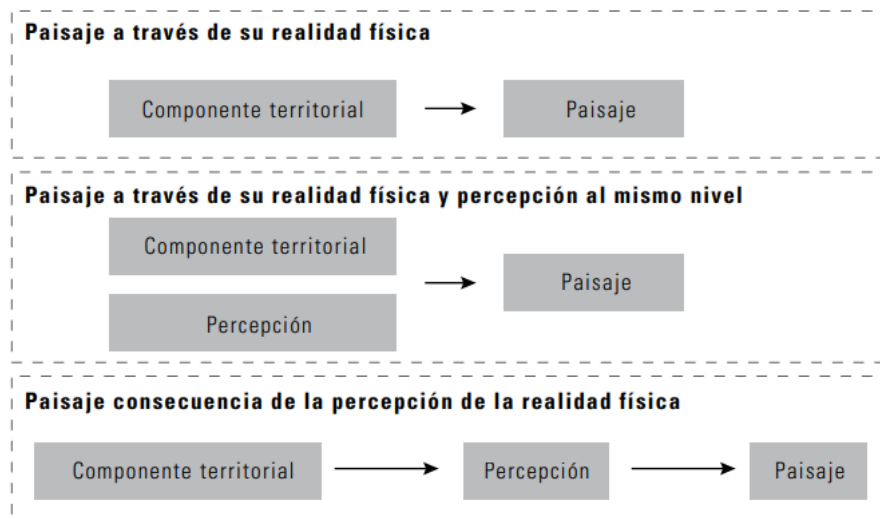 Paisaje a través de su realidad física
Componente territorial
Paisaje
Paisaje a través de su realidad física y percepción al mismo nivel
Componente territorial
Percepción
Paisaje
Paisaje consecuencia de la percepción de la realidad física
Componente territorial
Percepción
Paisaje